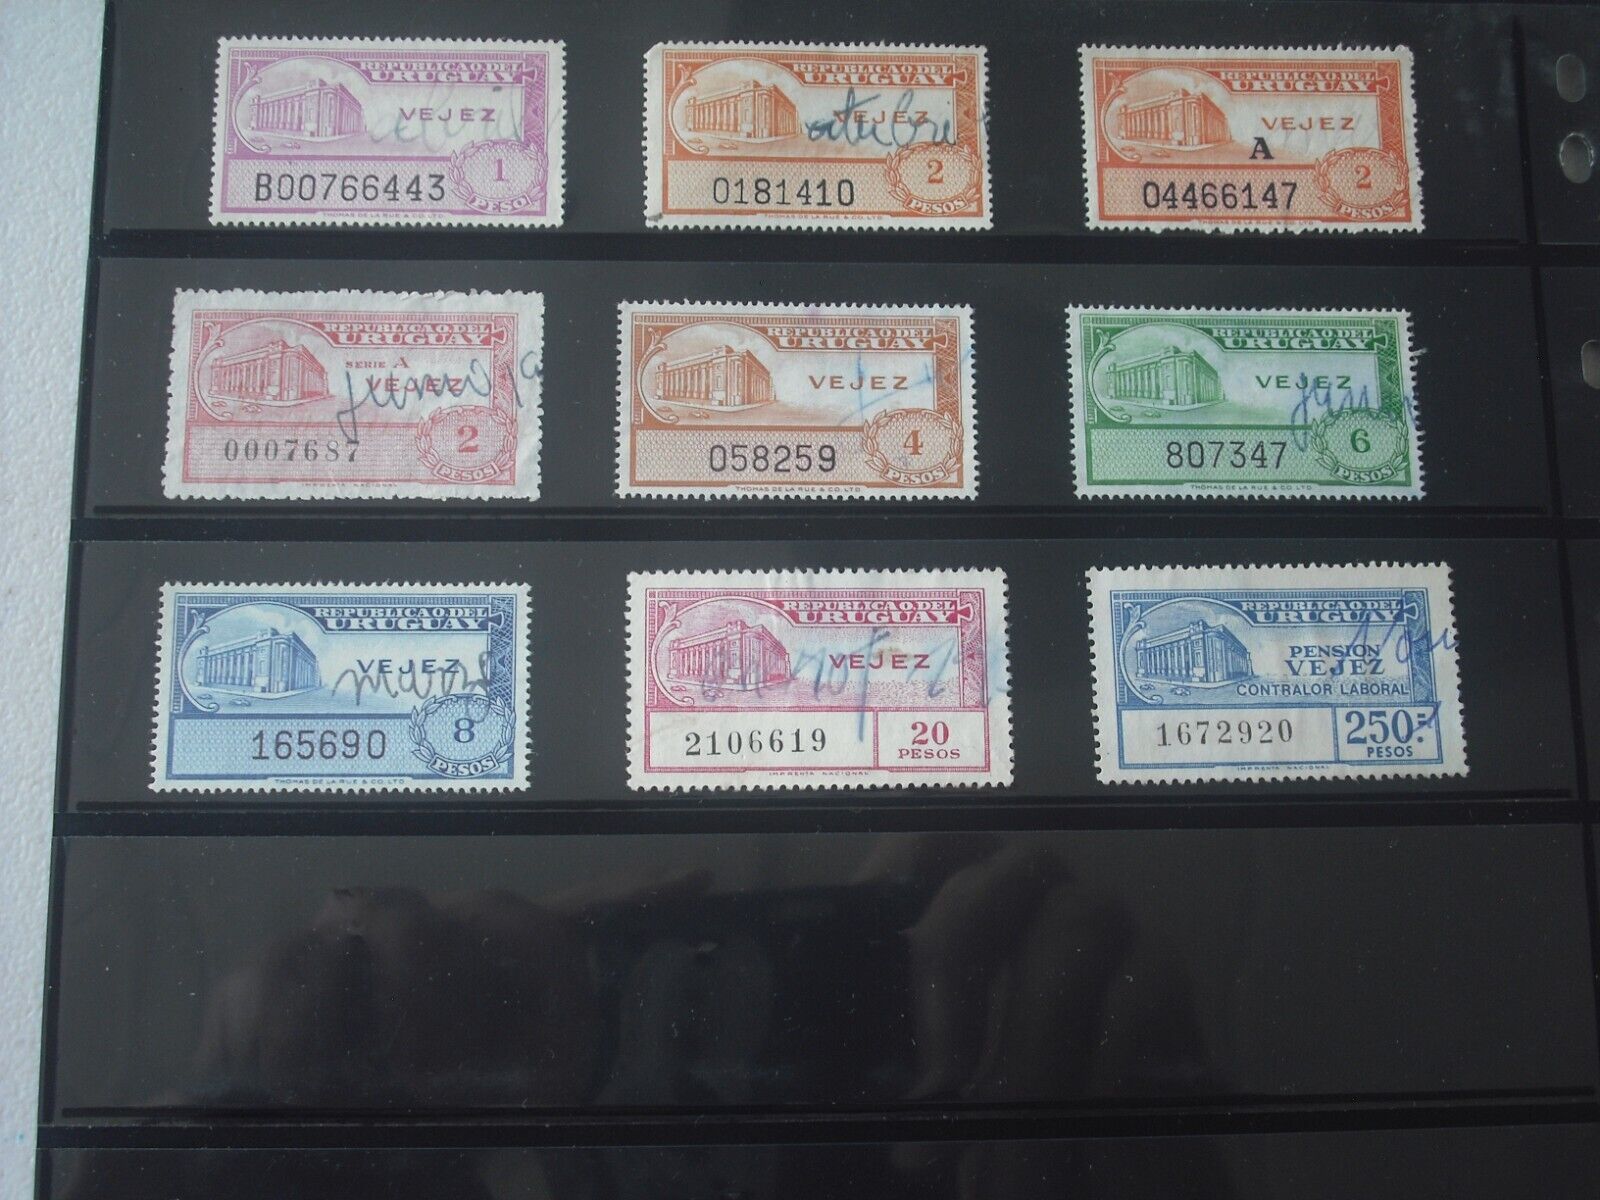 REPUBLICA O. DEL
URUGUAY
VEJEZ
B00766443
1
PESO
THOMAS DE LA RUE & CO. LTD.
REPUBLICA O. DEL
URUGUAY
VEJEZ
octubre
0181410
2
PESOS
THOMAS DE LA RUE & CO. LTD.
REPUBLICA O. DEL
URUGUAY
VEJEZ
A
04466147
2
PESOS
THOMAS DE LA RUE & CO. LTD.
REPUBLICA O. DEL
URUGUAY
SERIE A
VEJEZ
junio 9
0007687
2
PESOS
IMPRENTA NACIONAL
REPUBLICA O. DEL
URUGUAY
VEJEZ
058259
4
PESOS
THOMAS DE LA RUE & CO. LTD.
REPUBLICA O. DEL
URUGUAY
VEJEZ
807347
6
PESOS
THOMAS DE LA RUE & CO. LTD.
REPUBLICA O. DEL
URUGUAY
VEJEZ
165690
8
PESOS
THOMAS DE LA RUE & CO. LTD.
REPUBLICA O. DEL
URUGUAY
VEJEZ
2106619
20
PESOS
IMPRENTA NACIONAL
REPUBLICA O. DEL
URUGUAY
PENSION
VEJEZ
CONTRALOR LABORAL
1672920
250:=
PESOS
IMPRENTA NACIONAL